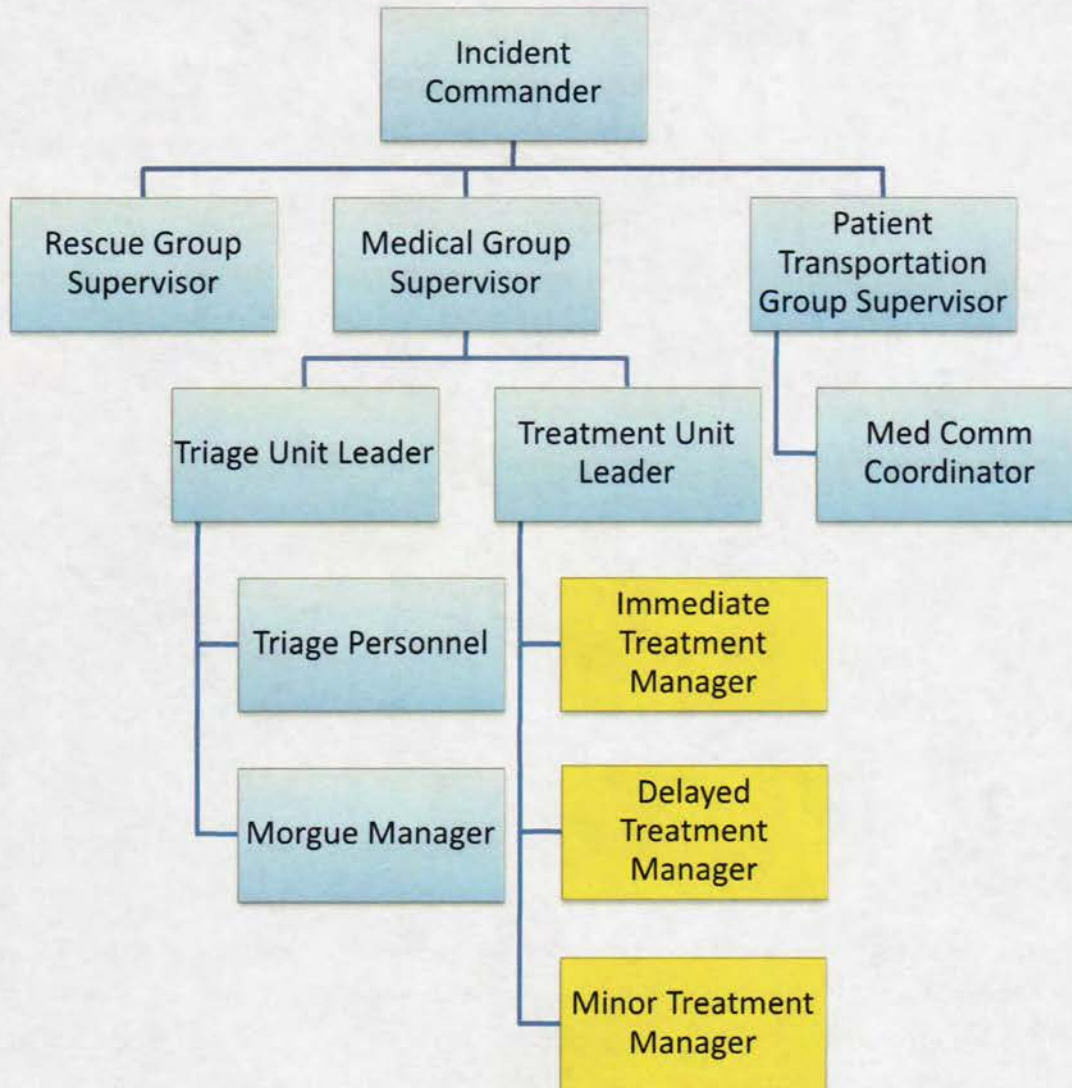 Incident
Commander
Rescue Group
Supervisor
Medical Group
Supervisor
Patient
Transportation
Group Supervisor
Triage Unit Leader
Treatment Unit
Leader
Med Comm
Coordinator
Triage Personnel
Morgue Manager
Immediate
Treatment
Manager
Delayed
Treatment
Manager
Minor Treatment
Manager